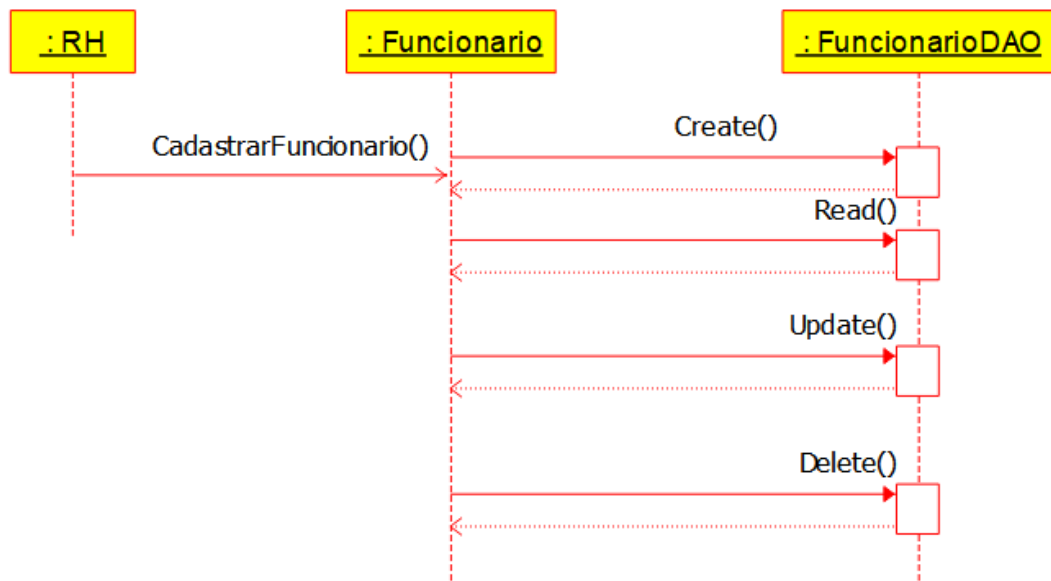 : RH
: Funcionario
: FuncionarioDAO
Create()
CadastrarFuncionario()
Read()
Update()
Delete()